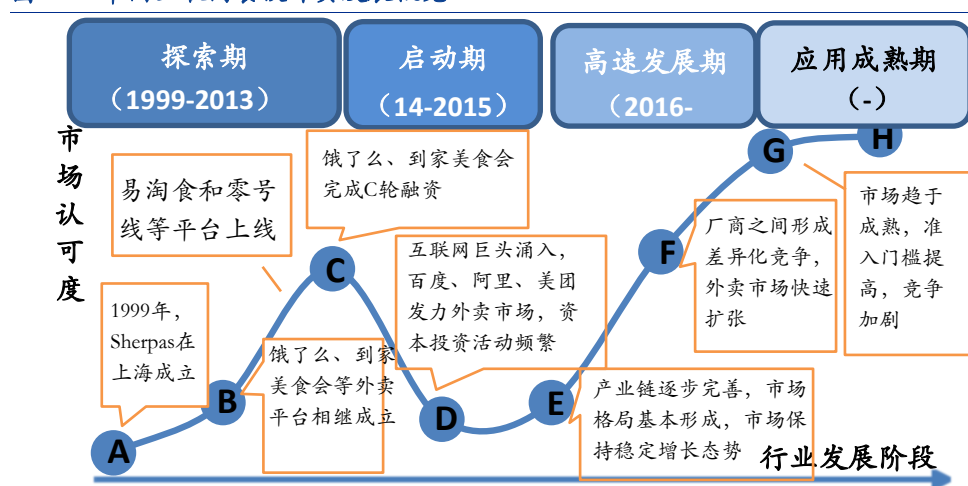 探索期
（1999-2013）
启动期
（14-2015）
高速发展期
（2016-
应用成熟期
（-）
市场认可度
易淘食和零号
线等平台上线
饿了么、到家美食会
完成C轮融资
互联网巨头涌入，
百度、阿里、美团
发力外卖市场，资
本投资活动频繁
厂商之间形成
差异化竞争，
外卖市场快速
扩张
市场趋于
成熟，准
入门槛提
高，竞争
加剧
1999年，
Sherpas在
上海成立
饿了么、到家
美食会等外卖
平台相继成立
产业链逐步完善，市场
格局基本形成，市场保
持稳定增长态势
A
B
C
D
E
F
G
H
行业发展阶段